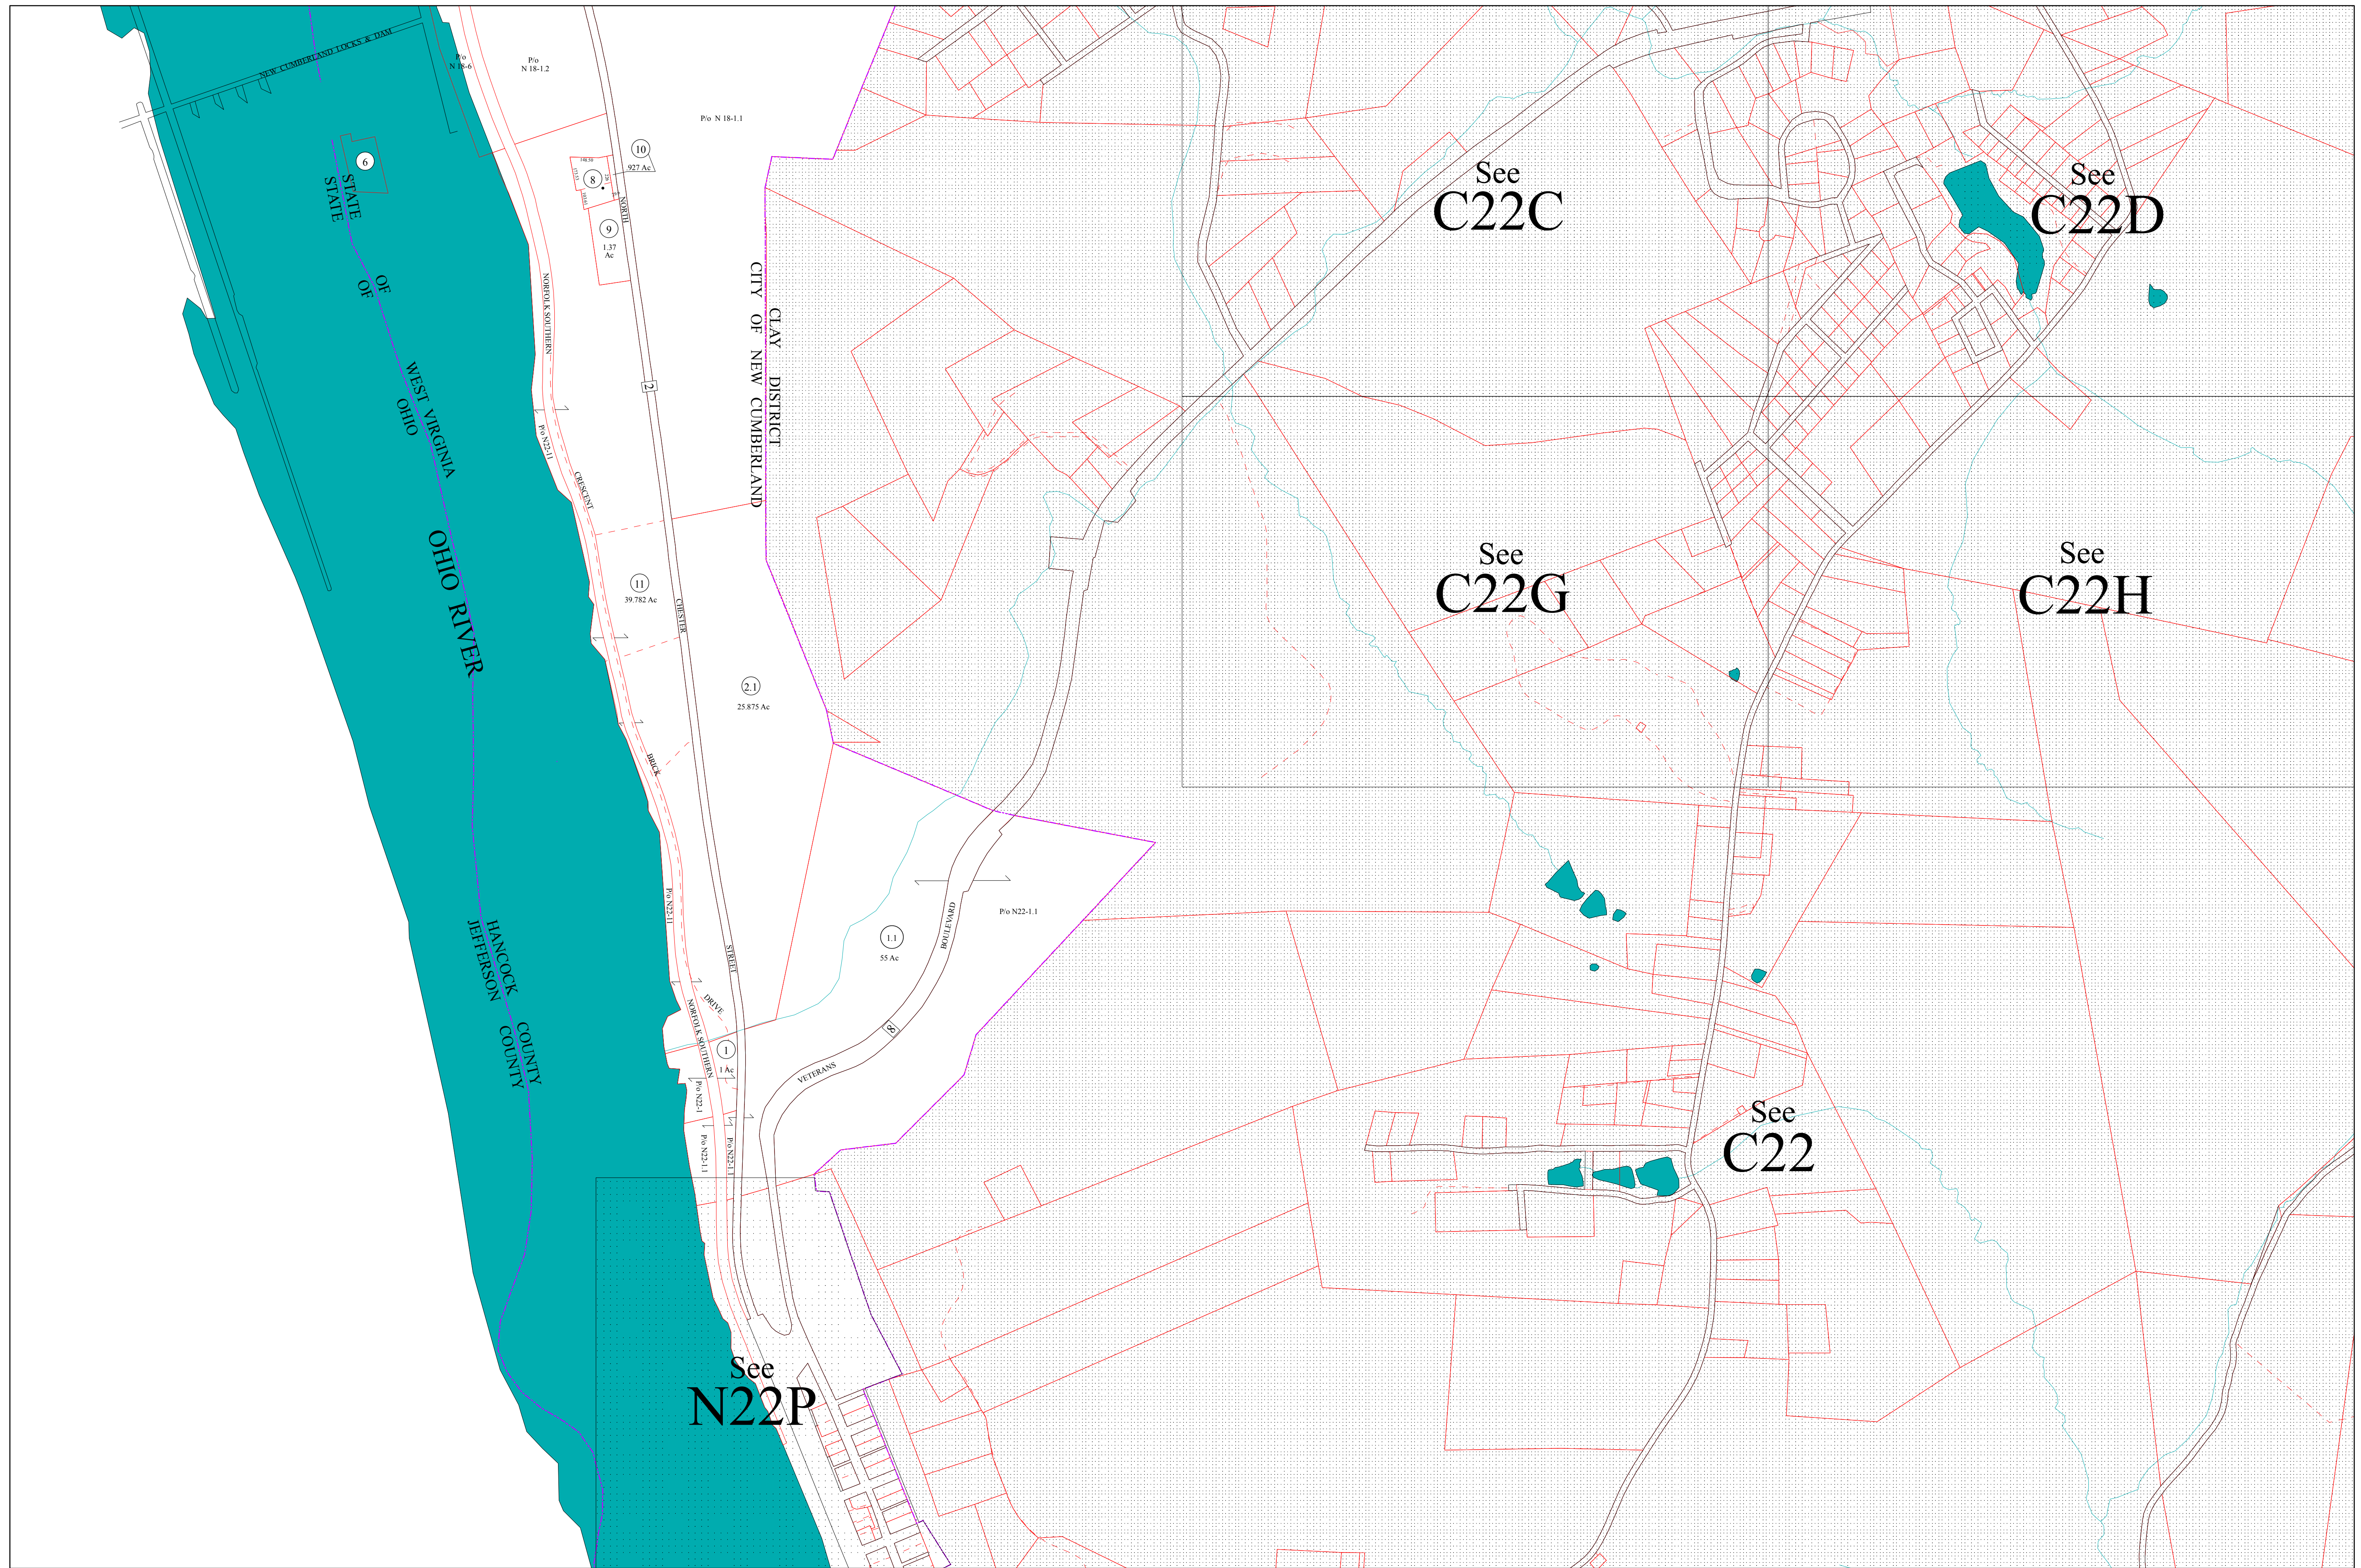 NEW CUMBERLAND LOCKS & DAM
P/o
N 18-6
P/o
N 18-1.2
P/o N 18-1.1
6
10
.927 Ac
8
9
1.37
Ac
NORTH
STATE OF WEST VIRGINIA
STATE OF OHIO
OHIO RIVER
HANCOCK COUNTY
JEFFERSON COUNTY
NORFOLK SOUTHERN
P/o N22-11
CRESCENT
BRICK
DRIVE
2
CHESTER
STREET
CLAY DISTRICT
CITY OF NEW CUMBERLAND
11
39.782 Ac
2.1
25.875 Ac
P/o N22-11
1.1
55 Ac
P/o N22-1.1
BOULEVARD
8
VETERANS
NORFOLK SOUTHERN
1
1 Ac
P/o N22-1
P/o N22-1.1
P/o N22-1.1
See
C22C
See
C22D
See
C22G
See
C22H
See
C22
See
N22P